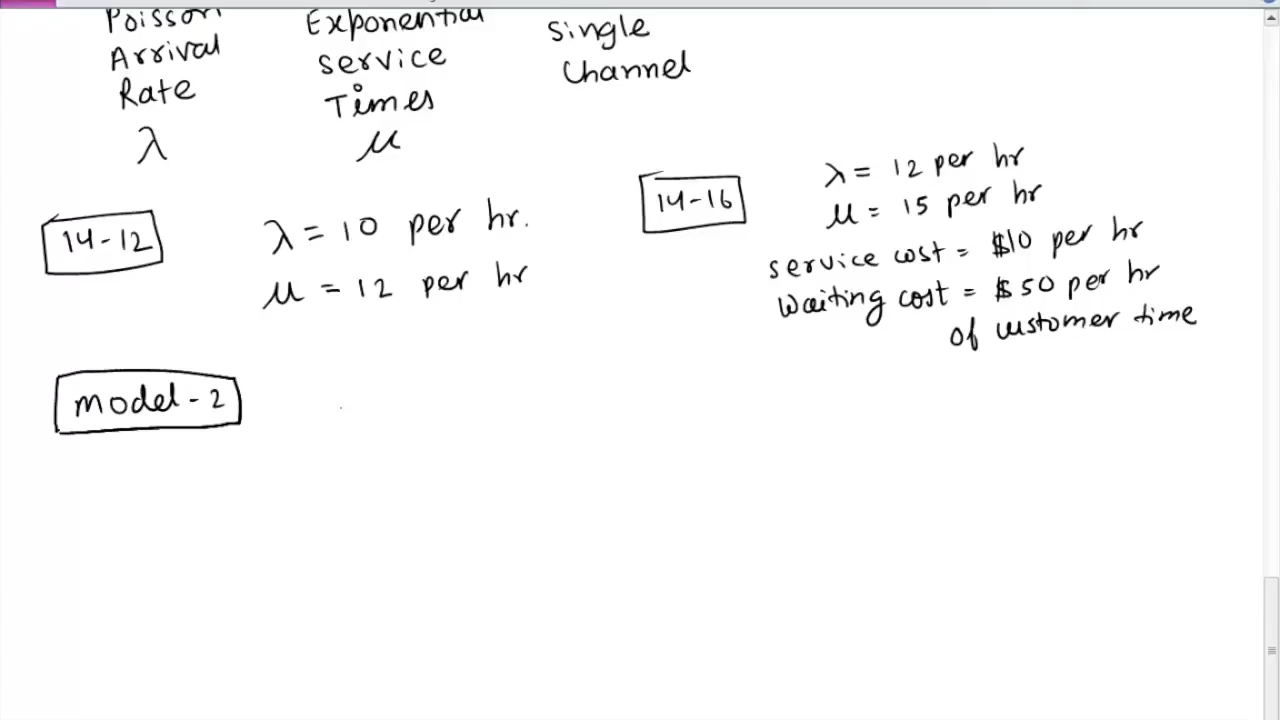 Poisson Exponential Single
Arrival service Channel
Rate Times
λ μ
14-12 λ = 10 per hr.
μ = 12 per hr
14-16 λ = 12 per hr
μ = 15 per hr
service cost = $10 per hr
Waiting cost = $50 per hr
of customer time
model - 2